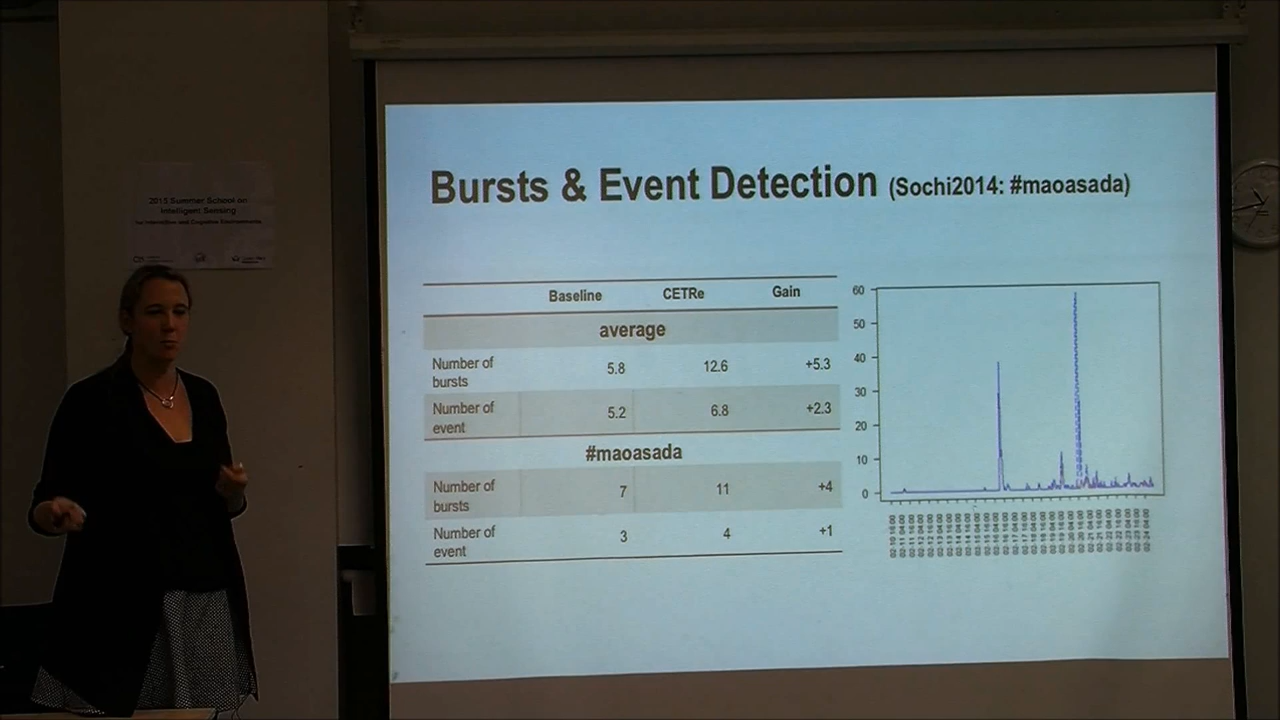 2015 Summer School on
Intelligent Sensing
Bursts & Event Detection (Sochi2014: #maoasada)
Baseline CETRe Gain
average
Number of bursts 5.8 12.6 +5.3
Number of event 5.2 6.8 +2.3
#maoasada
Number of bursts 7 11 +4
Number of event 3 4 +1
60
50
40
30
20
10
0